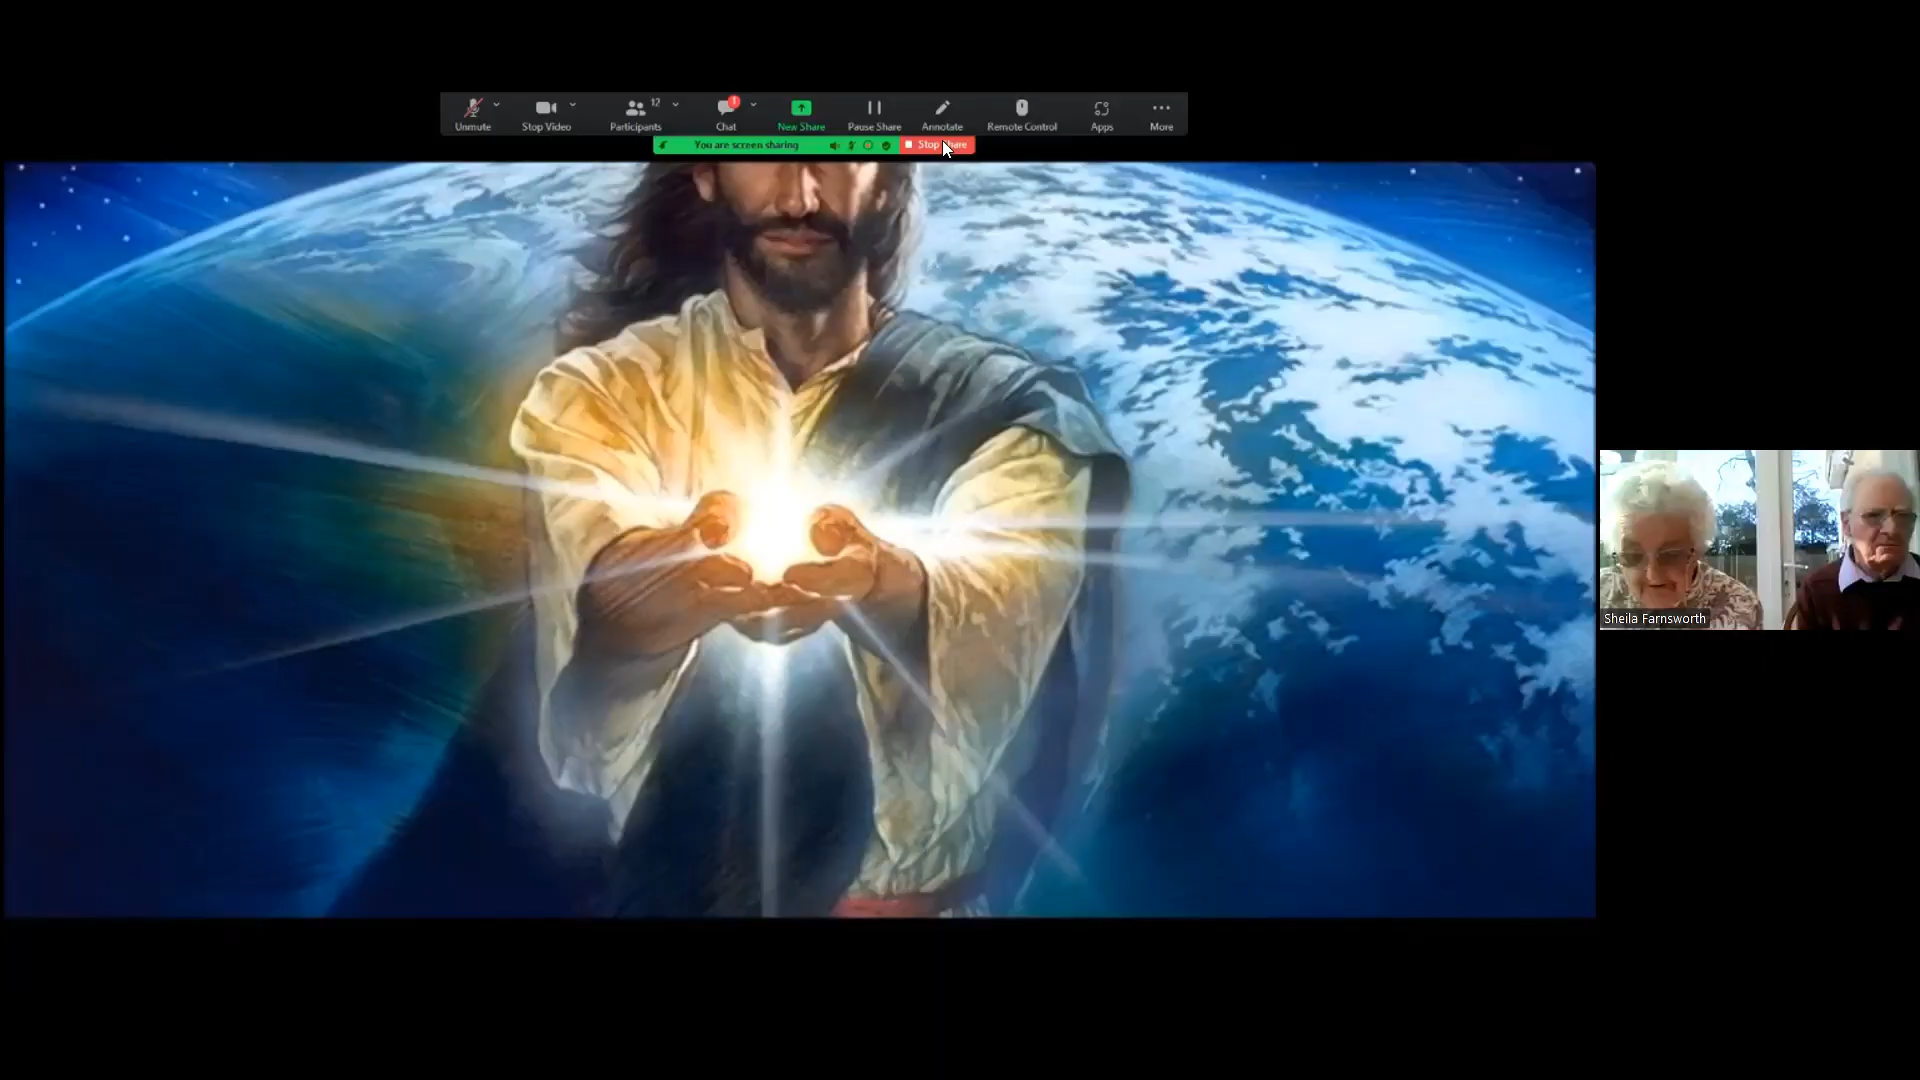 12
1
Unmute
Stop Video
Participants
Chat
New Share
Pause Share
Annotate
Remote Control
Apps
More
You are screen sharing
Stop
Sheila Farnsworth